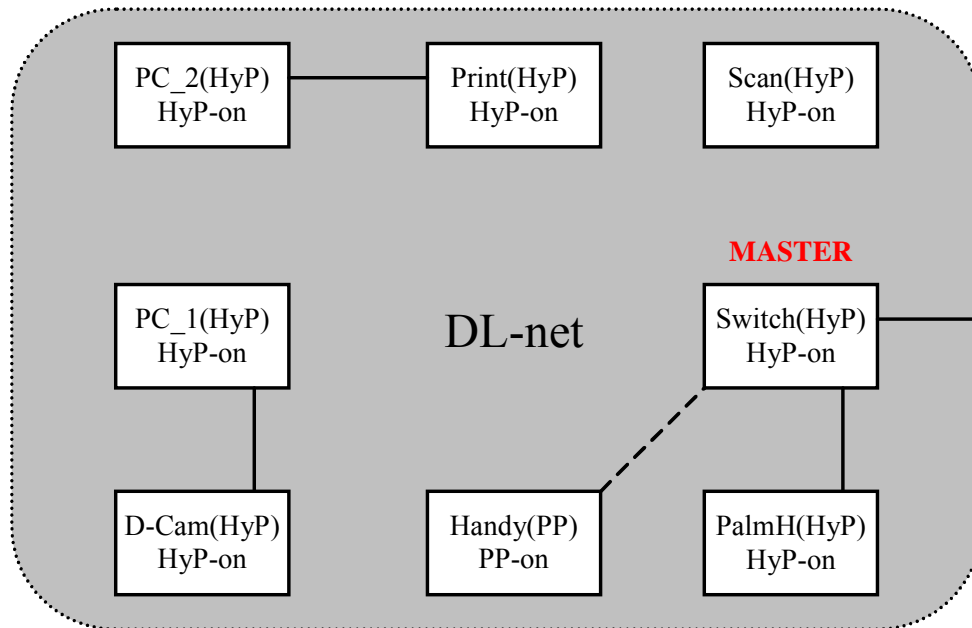 PC_2(HyP)
HyP-on
Print(HyP)
HyP-on
Scan(HyP)
HyP-on
MASTER
PC_1(HyP)
HyP-on
DL-net
Switch(HyP)
HyP-on
D-Cam(HyP)
HyP-on
Handy(PP)
PP-on
PalmH(HyP)
HyP-on